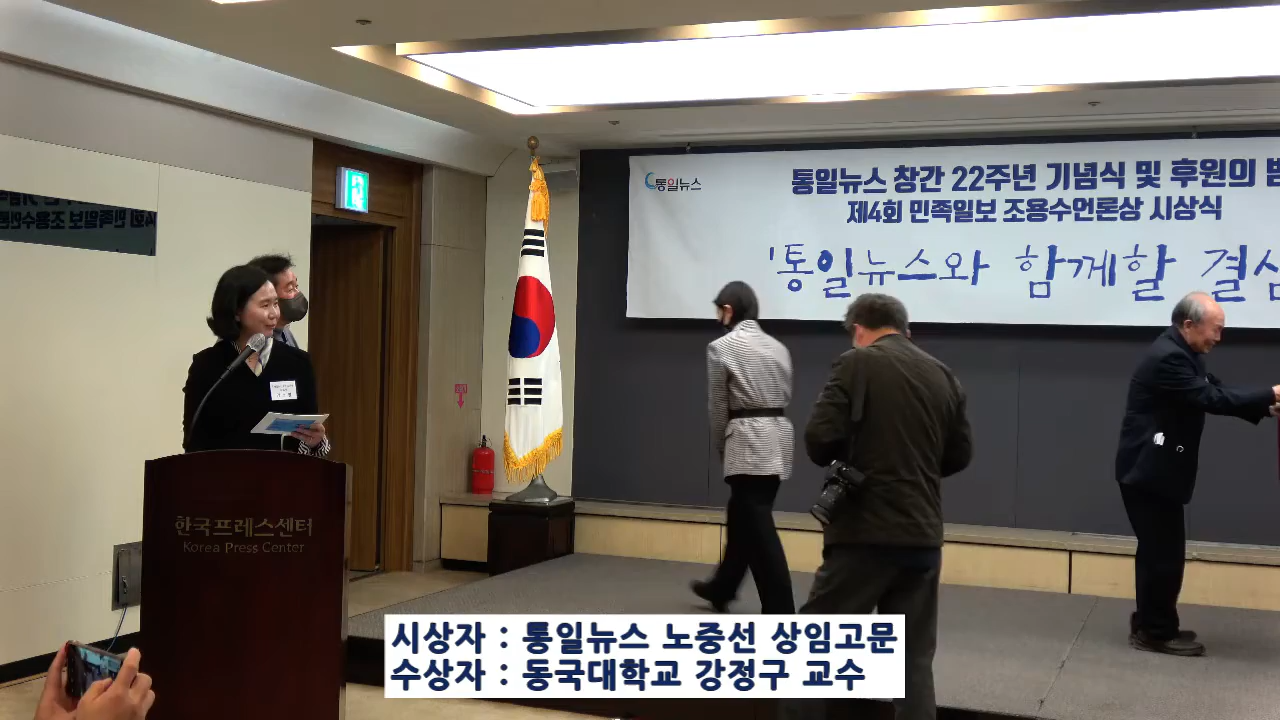 통일뉴스
통일뉴스 창간 22주년 기념식 및 후원의
제4회 민족일보 조용수언론상 시상식
'통일뉴스와 함께할 결심
한국프레스센터
Korea Press Center
시상자 : 통일뉴스 노중선 상임고문
수상자 : 동국대학교 강정구 교수